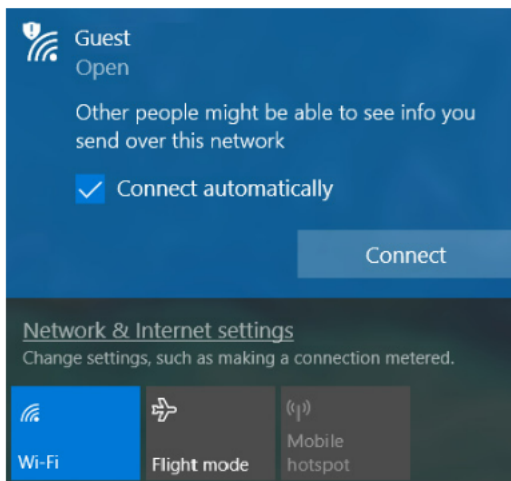 Guest
Open
Other people might be able to see info you
send over this network
Connect automatically
Connect
Network & Internet settings
Change settings, such as making a connection metered.
Wi-Fi
Flight mode
Mobile
hotspot